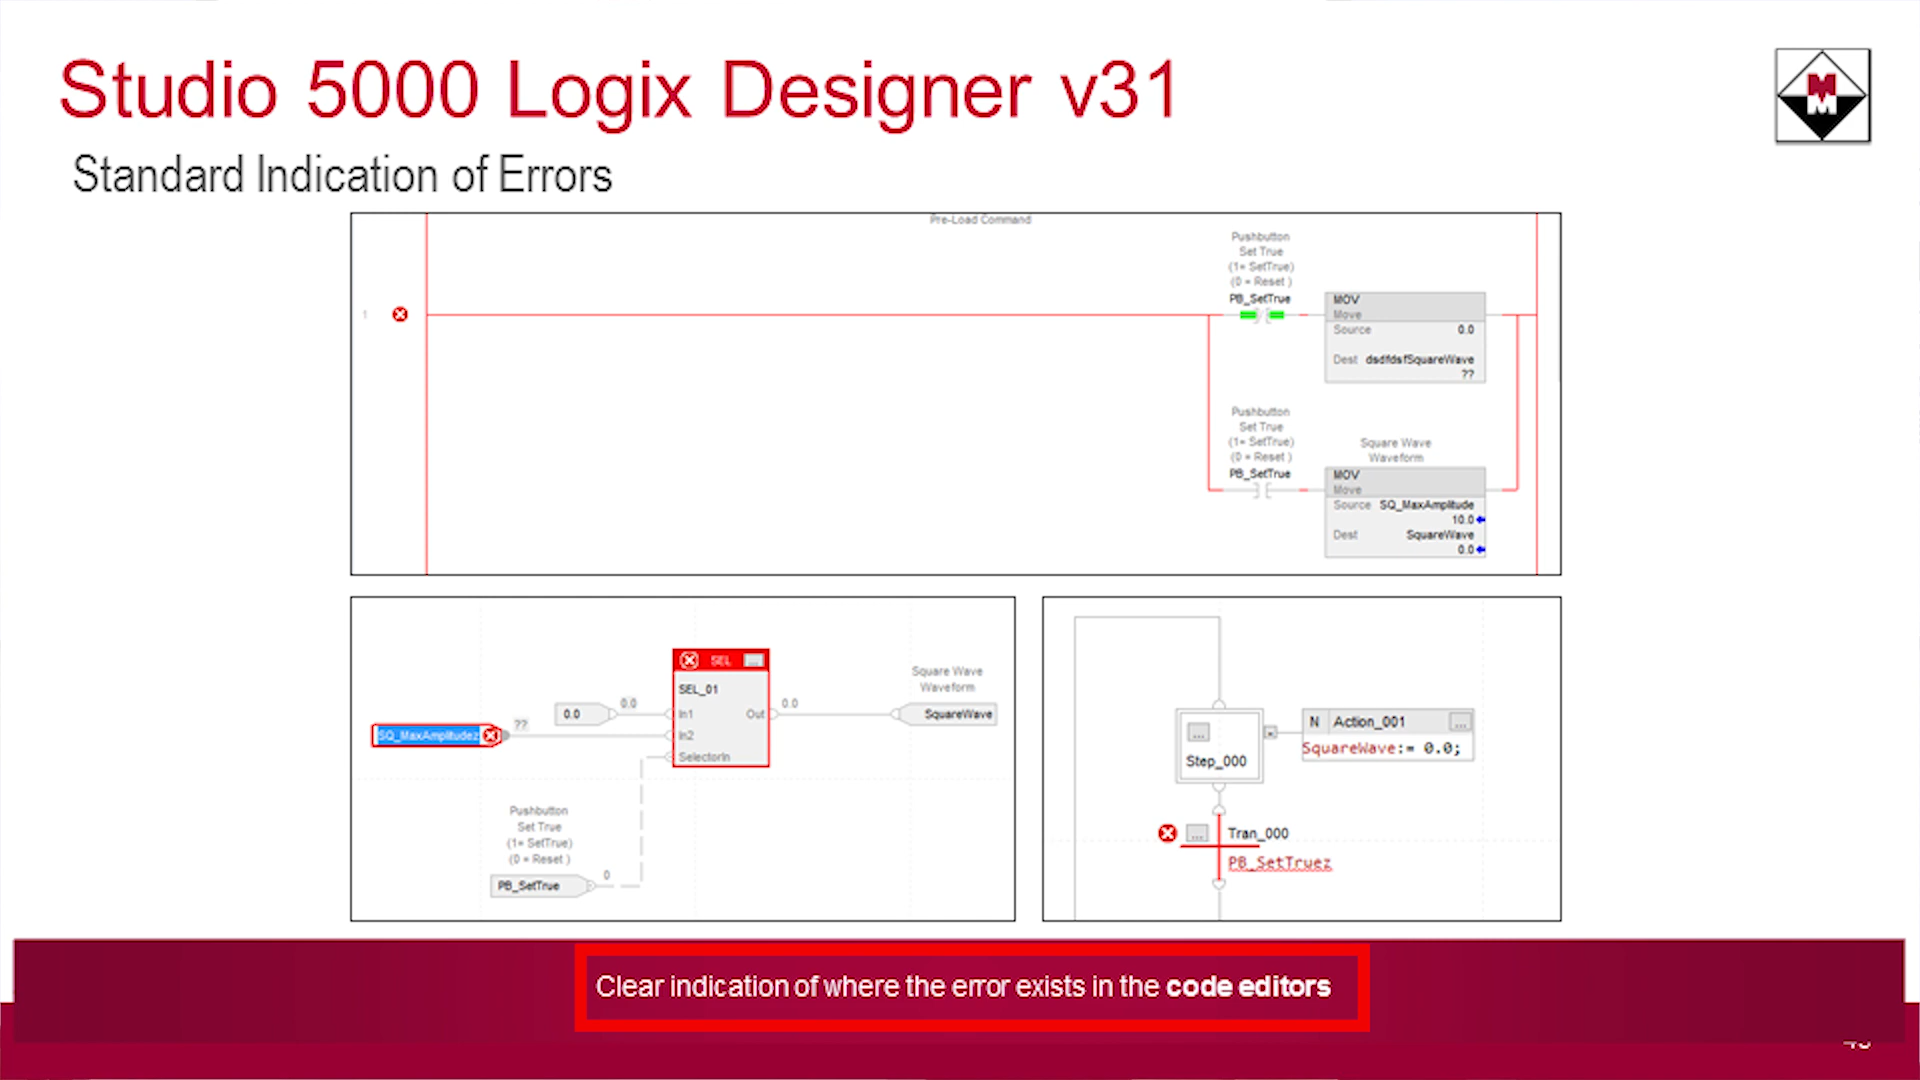 Studio 5000 Logix Designer v31
M
M
Standard Indication of Errors
Pre-Load Command
Pushbutton
Set True
(1= SetTrue)
(0 = Reset )
PB_SetTrue
MOV
Move
Source 0.0
Dest dsdfdsfSquareWave
??
1
Pushbutton
Set True
(1= SetTrue)
(0 = Reset )
PB_SetTrue
Square Wave
Waveform
MOV
Move
Source SQ_MaxAmplitude
10.0
Dest SquareWave
0.0
SEL
SEL_01
In1 Out
In2
SelectorIn
0.0 0.0
0.0
SQ_MaxAmplitudez ??
Square Wave
Waveform
SquareWave
Pushbutton
Set True
(1= SetTrue)
(0 = Reset )
PB_SetTrue 0
...
Step_000
N Action_001 ...
SquareWave:= 0.0;
... Tran_000
PB_SetTruez
Clear indication of where the error exists in the code editors